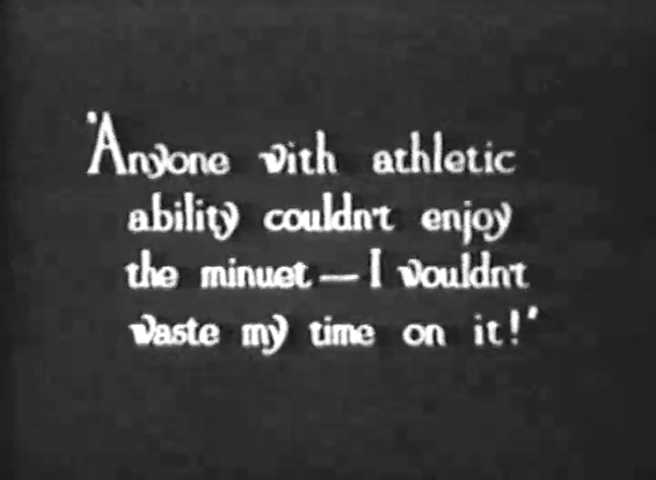 "Anyone with athletic
ability couldn't enjoy
the minuet — I wouldn't
waste my time on it!"